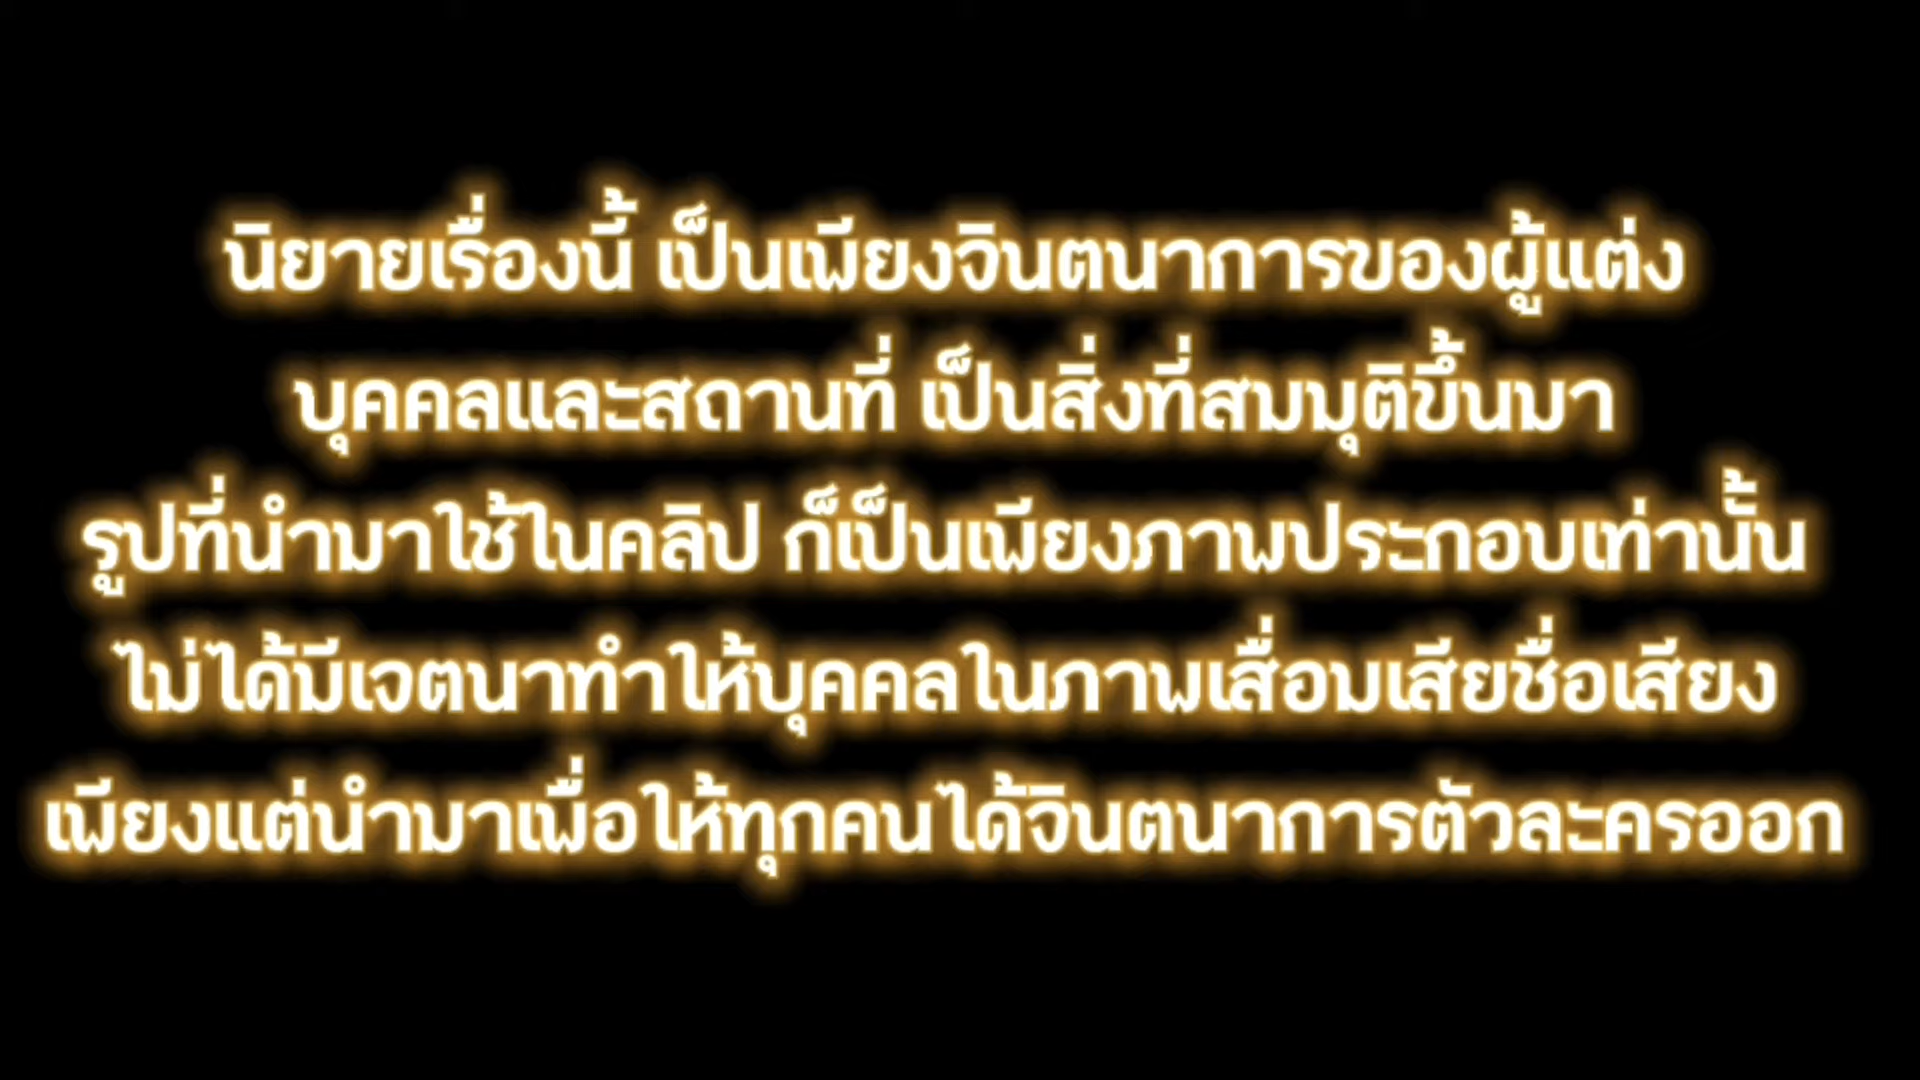 นิยายเรื่องนี้ เป็นเพียงจินตนาการของผู้แต่ง
บุคคลและสถานที่ เป็นสิ่งที่สมมุติขึ้นมา
รูปที่นำมาใช้ในคลิป ก็เป็นเพียงภาพประกอบเท่านั้น
ไม่ได้มีเจตนาทำให้บุคคลในภาพเสื่อมเสียชื่อเสียง
เพียงแต่นำมาเพื่อให้ทุกคนได้จินตนาการตัวละครออก